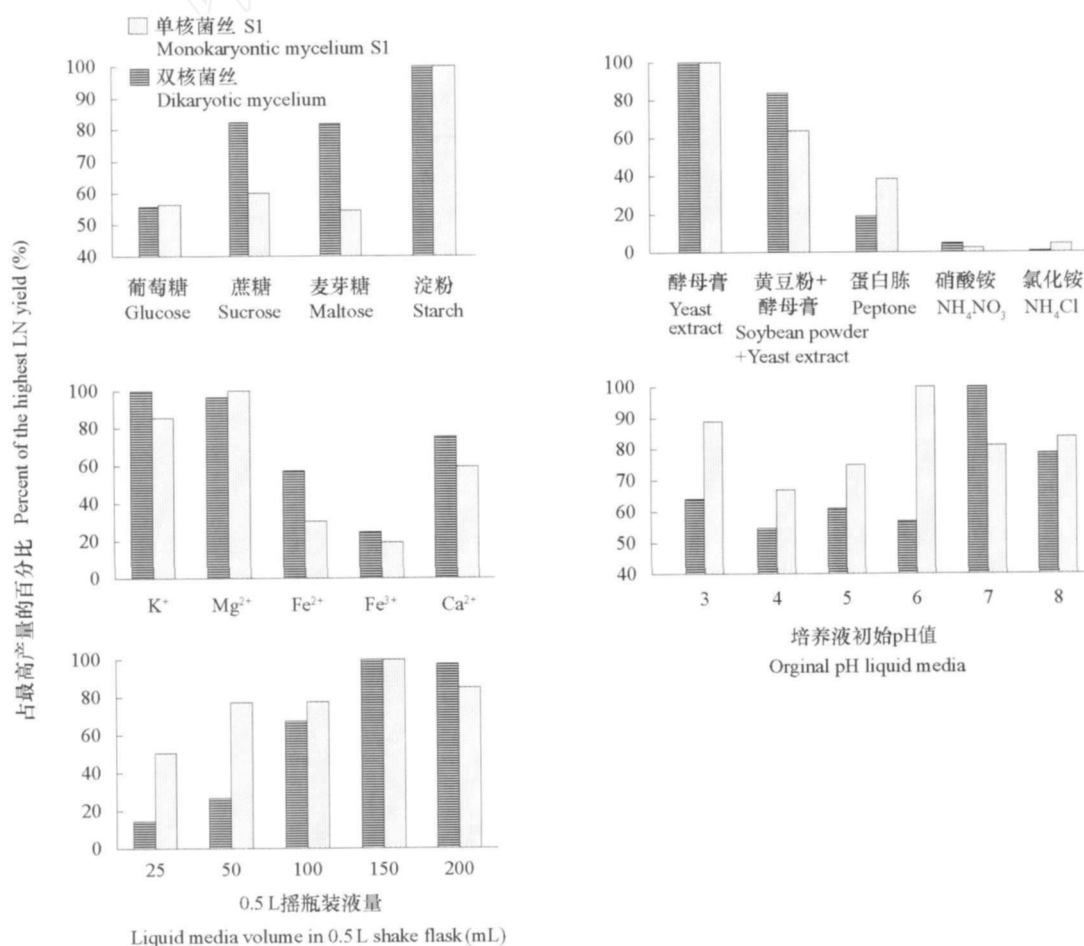 单核菌丝 S1
Monokaryontic mycelium S1
双核菌丝
Dikaryotic mycelium
占最高产量的百分比 Percent of the highest LN yield (%)
100
90
80
70
60
50
40
葡萄糖 蔗糖 麦芽糖 淀粉
Glucose Sucrose Maltose Starch
100
80
60
40
20
0
酵母膏 黄豆粉+ 蛋白胨 硝酸铵 氯化铵
Yeast 酵母膏 Peptone NH₄NO₃ NH₄Cl
extract Soybean powder
+Yeast extract
100
80
60
40
20
0
K⁺ Mg²⁺ Fe²⁺ Fe³⁺ Ca²⁺
100
90
80
70
60
50
40
3 4 5 6 7 8
培养液初始pH值
Orginal pH liquid media
100
80
60
40
20
0
25 50 100 150 200
0.5 L摇瓶装液量
Liquid media volume in 0.5 L shake flask (mL)